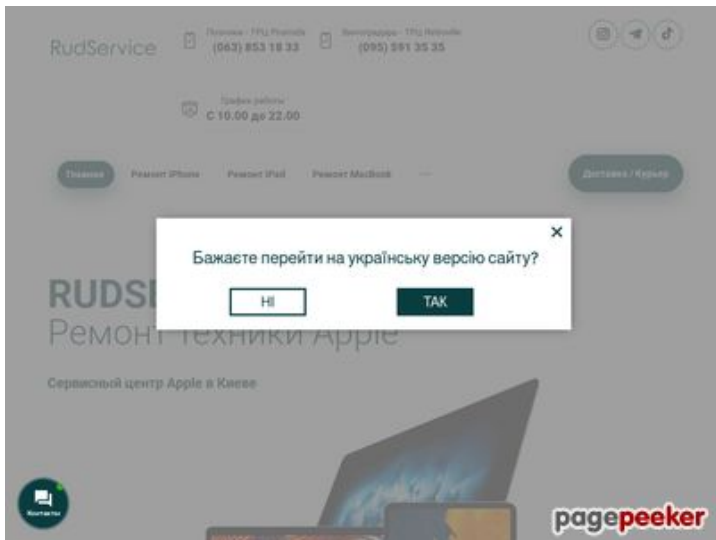 RudService
Позняки - ТРЦ Piramida
(063) 853 18 33
Виноградарь - ТРЦ Retroville
(095) 591 35 35
График работы
С 10.00 до 22.00
Главная
Ремонт iPhone
Ремонт iPad
Ремонт MacBook
Доставка / Курьер
×
Бажаєте перейти на українську версію сайту?
НІ
ТАК
RUDSE
Ремонт техники Apple
Сервисный центр Apple в Киеве
Контакты
pagepeeker